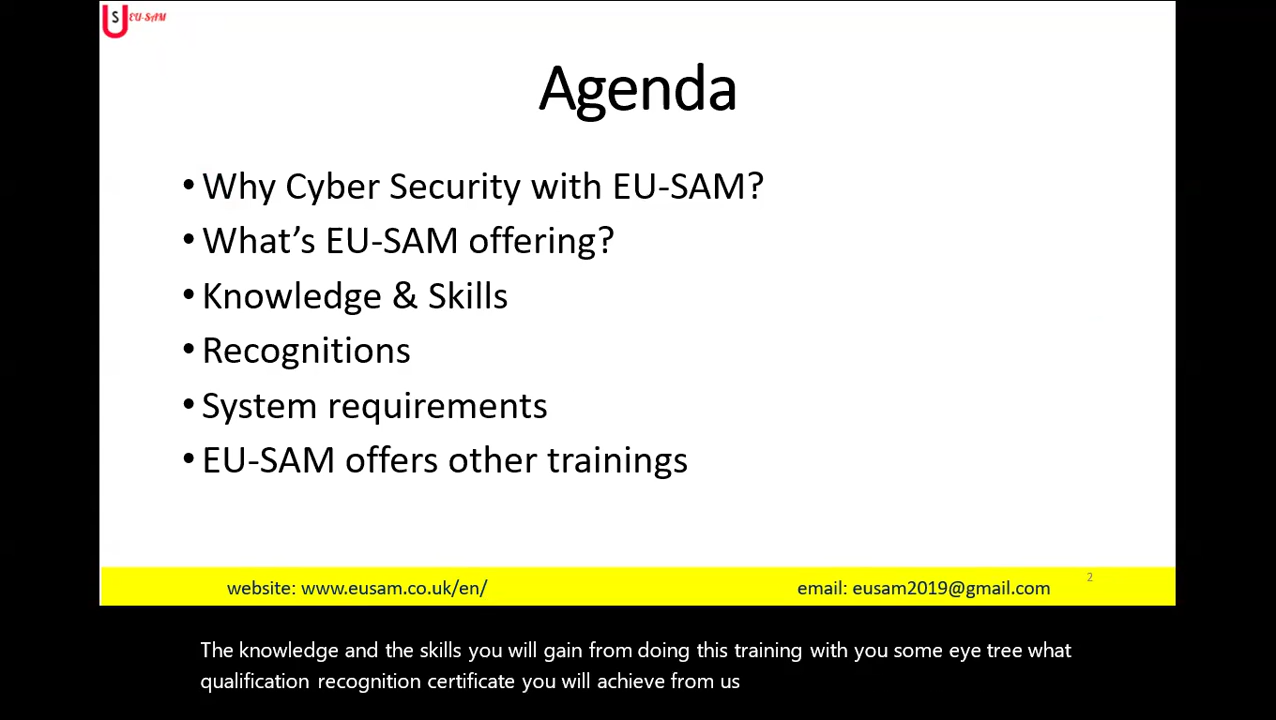 S
EU-SAM
Agenda
• Why Cyber Security with EU-SAM?
• What’s EU-SAM offering?
• Knowledge & Skills
• Recognitions
• System requirements
• EU-SAM offers other trainings
website: www.eusam.co.uk/en/ email: eusam2019@gmail.com
2
The knowledge and the skills you will gain from doing this training with you some eye tree what
qualification recognition certificate you will achieve from us